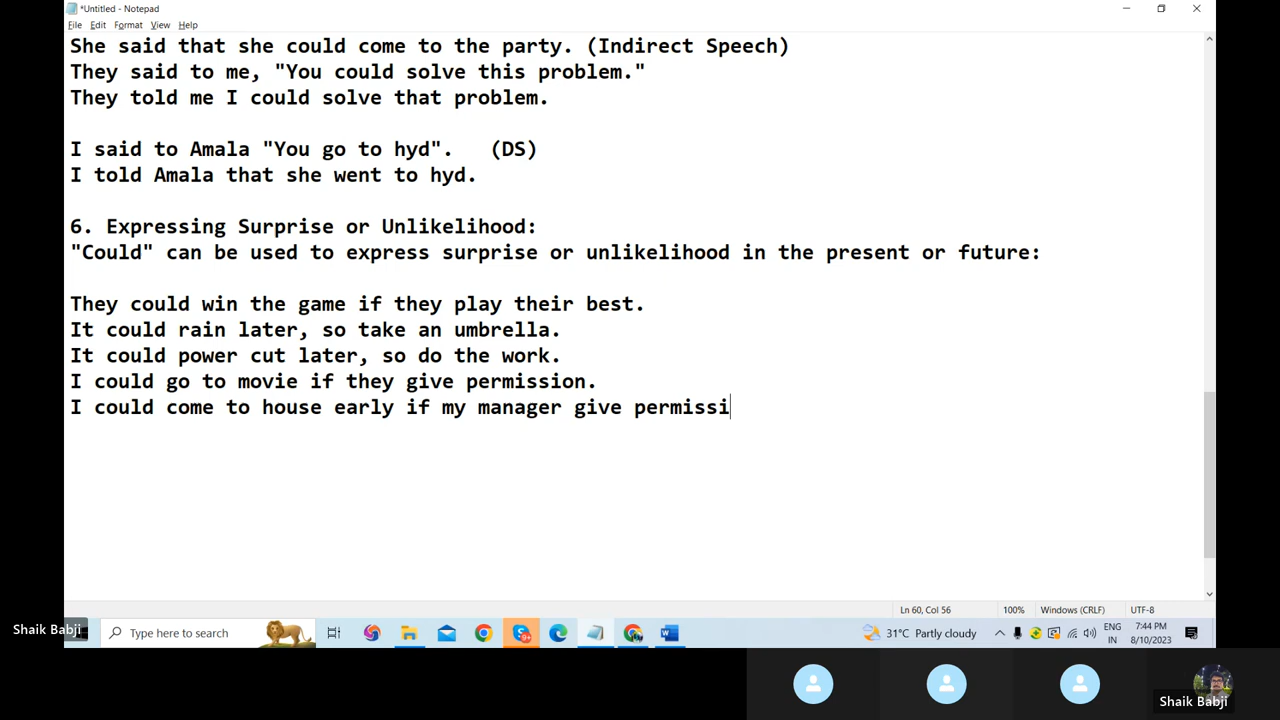 *Untitled - Notepad
File Edit Format View Help
She said that she could come to the party. (Indirect Speech)
They said to me, "You could solve this problem."
They told me I could solve that problem.
I said to Amala "You go to hyd".   (DS)
I told Amala that she went to hyd.
6. Expressing Surprise or Unlikelihood:
"Could" can be used to express surprise or unlikelihood in the present or future:
They could win the game if they play their best.
It could rain later, so take an umbrella.
It could power cut later, so do the work.
I could go to movie if they give permission.
I could come to house early if my manager give permissi
Ln 60, Col 56 100% Windows (CRLF) UTF-8
Shaik Babji
Type here to search
31°C Partly cloudy
ENG
IN
7:44 PM
8/10/2023
Shaik Babji